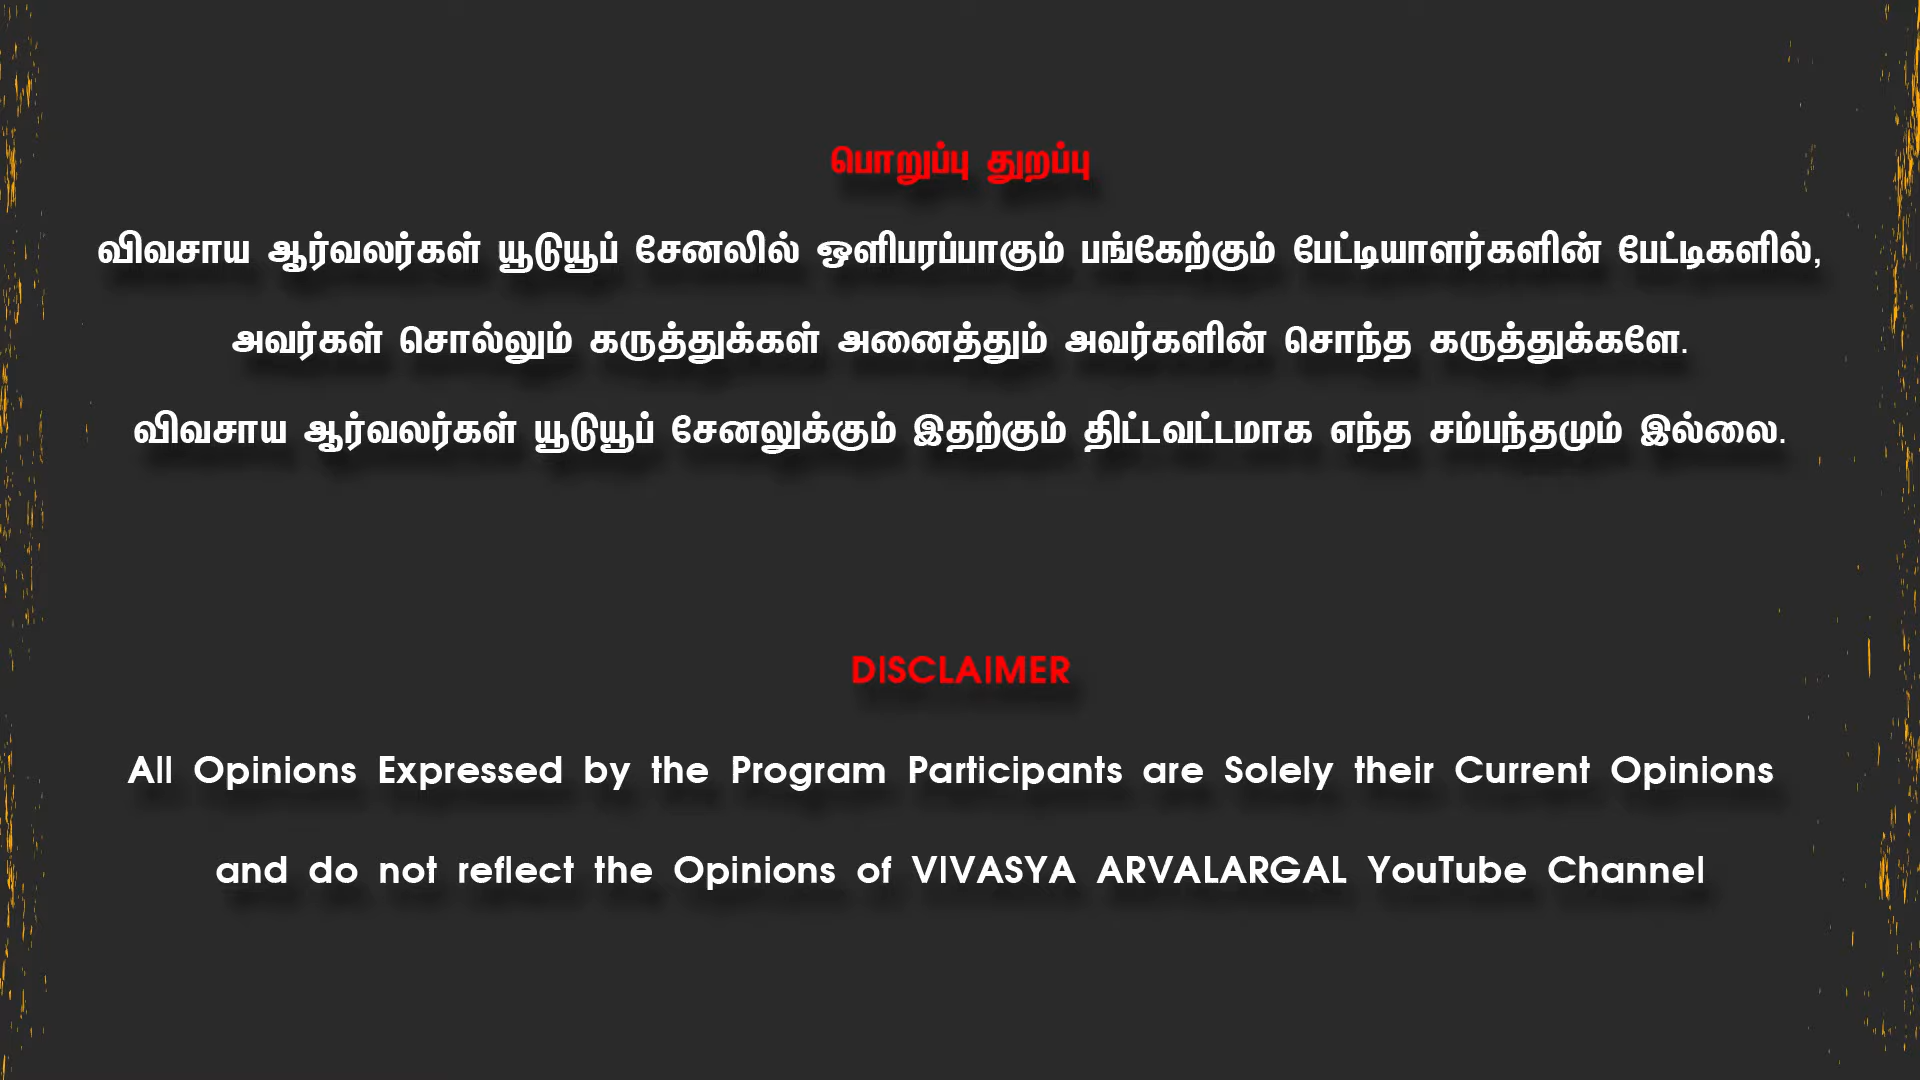 பொறுப்பு துறப்பு
விவசாய ஆர்வலர்கள் யூடுயூப் சேனலில் ஒளிபரப்பாகும் பங்கேற்கும் பேட்டியாளர்களின் பேட்டிகளில்,
அவர்கள் சொல்லும் கருத்துக்கள் அனைத்தும் அவர்களின் சொந்த கருத்துக்களே.
விவசாய ஆர்வலர்கள் யூடுயூப் சேனலுக்கும் இதற்கும் திட்டவட்டமாக எந்த சம்பந்தமும் இல்லை.
DISCLAIMER
All Opinions Expressed by the Program Participants are Solely their Current Opinions
and do not reflect the Opinions of VIVASYA ARVALARGAL YouTube Channel